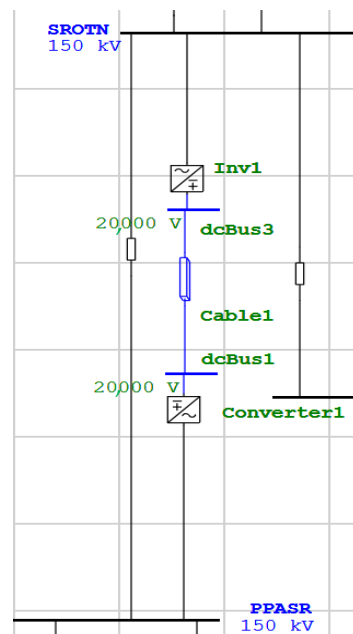 SROTN
150 kV
Inv1
20,000 V
dcBus3
Cable1
dcBus1
20,000 V
Converter1
PPASR
150 kV